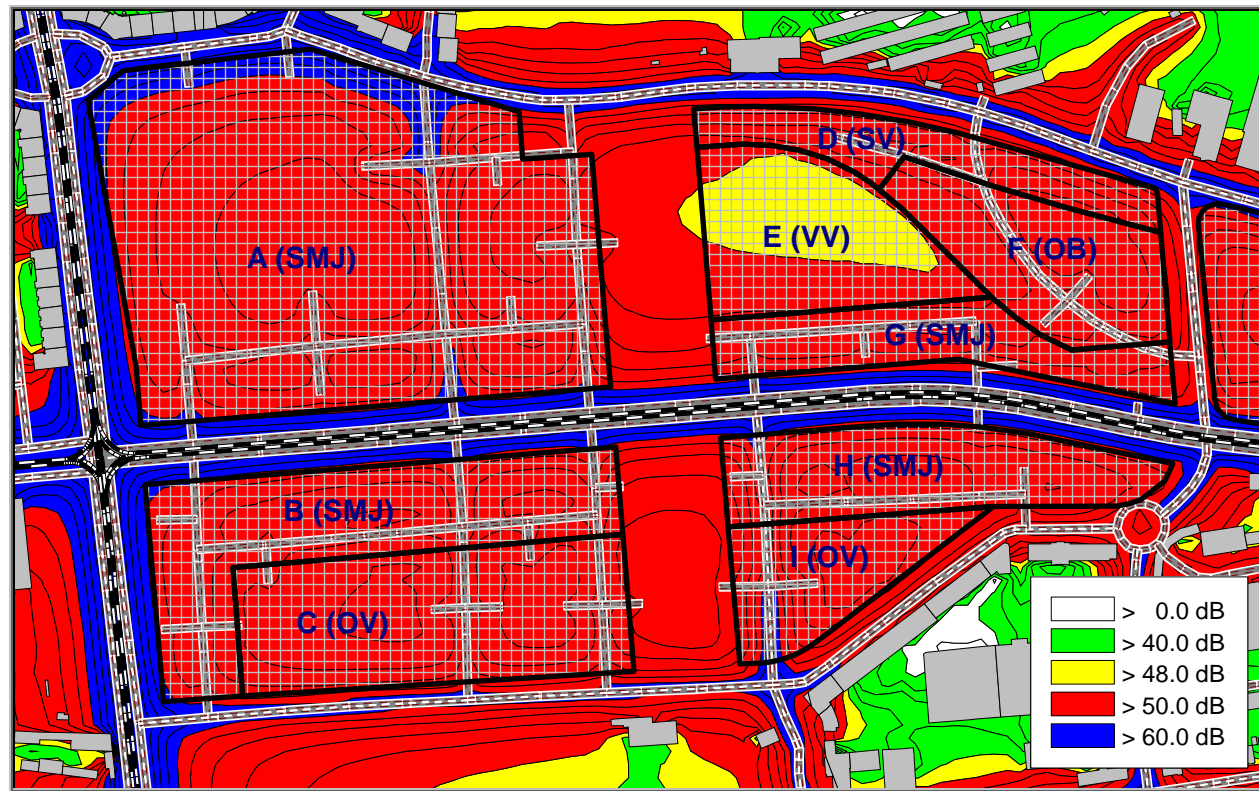 D (SV)
E (VV)
A (SMJ)
F (OB)
G (SMJ)
H (SMJ)
B (SMJ)
I (OV)
C (OV)
> 0.0 dB
> 40.0 dB
> 48.0 dB
> 50.0 dB
> 60.0 dB